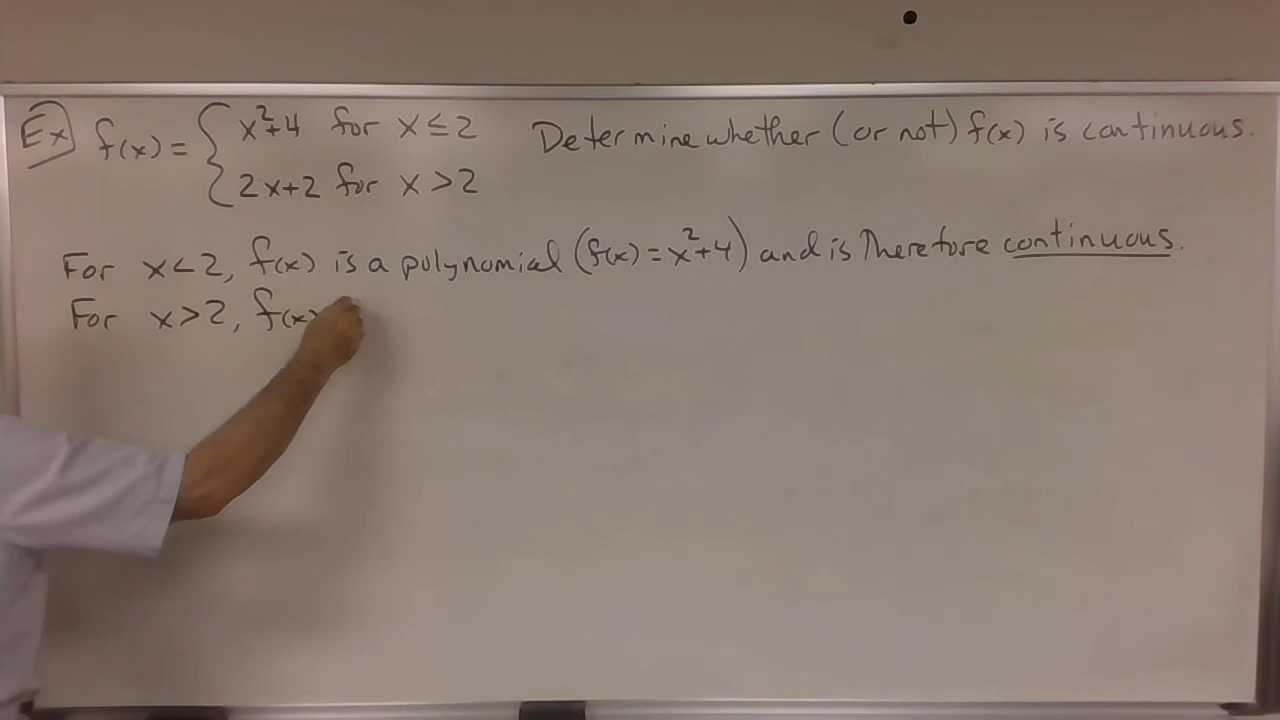 Ex) f(x) = { x²+4 for x ≤ 2 Determine whether (or not) f(x) is continuous.
2x+2 for x > 2
For x < 2, f(x) is a polynomial (f(x) = x²+4) and is Therefore continuous.
For x > 2, f(x)